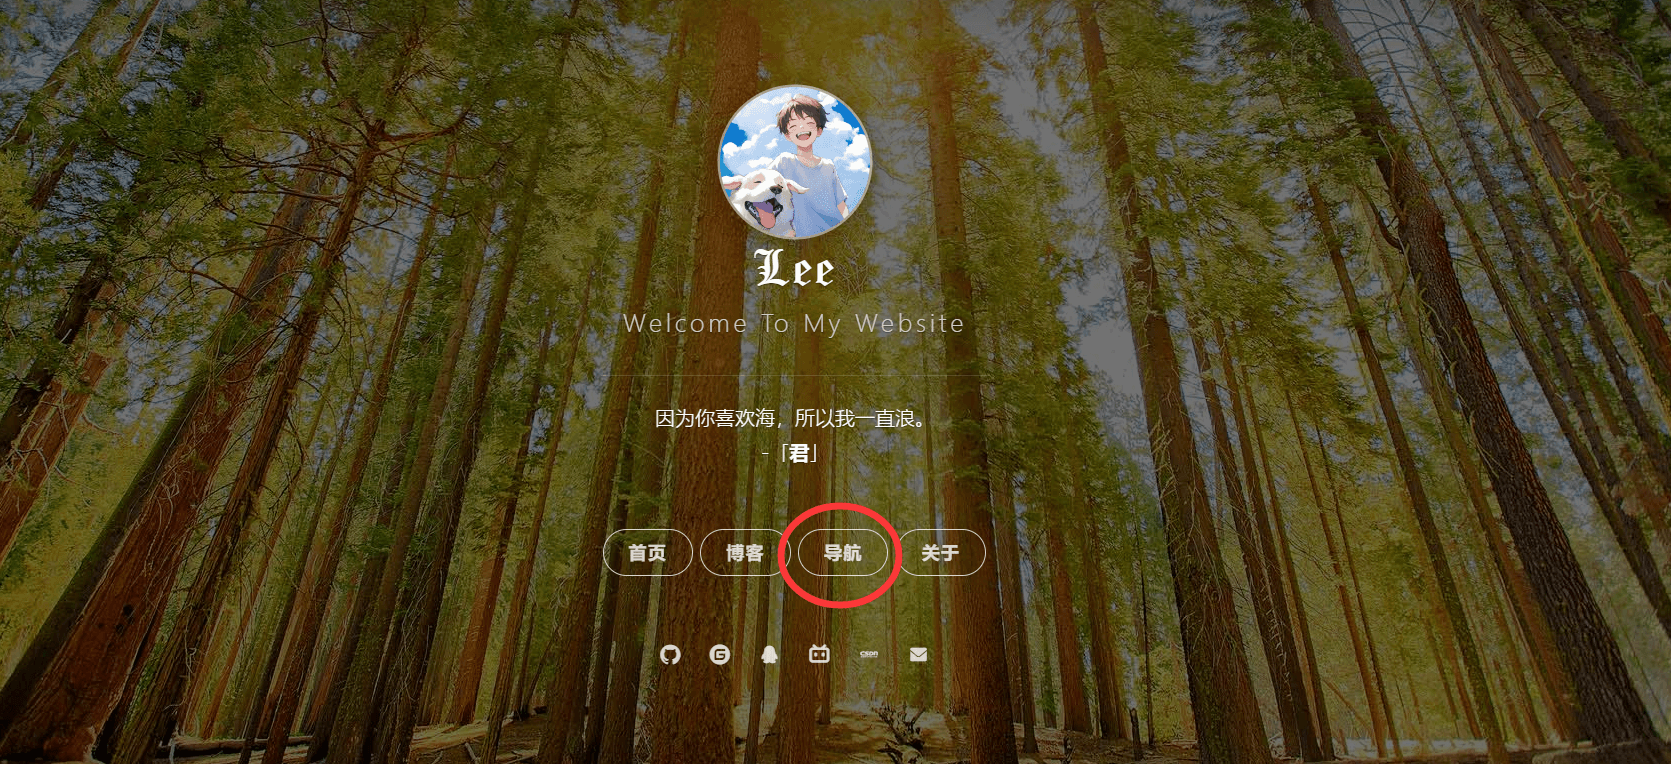 Lee
Welcome To My Website
因为你喜欢海，所以我一直浪。
-「君」
首页 博客 导航 关于
CSDN